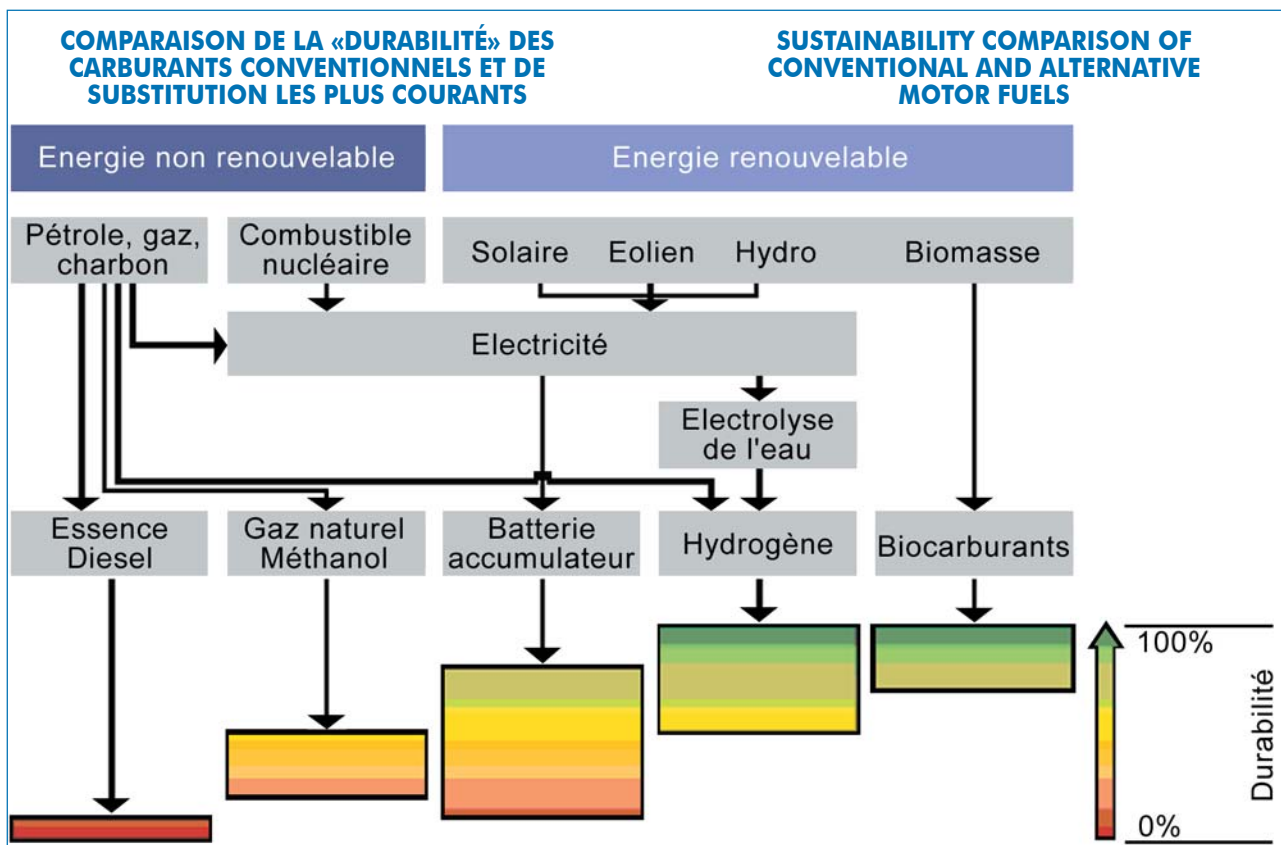 COMPARAISON DE LA «DURABILITÉ» DES
CARBURANTS CONVENTIONNELS ET DE
SUBSTITUTION LES PLUS COURANTS
SUSTAINABILITY COMPARISON OF
CONVENTIONAL AND ALTERNATIVE
MOTOR FUELS
Energie non renouvelable
Energie renouvelable
Pétrole, gaz,
charbon
Combustible
nucléaire
Solaire
Eolien
Hydro
Biomasse
Electricité
Electrolyse
de l'eau
Essence
Diesel
Gaz naturel
Méthanol
Batterie
accumulateur
Hydrogène
Biocarburants
100%
0%
Durabilité